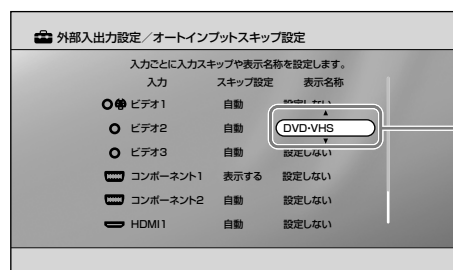 外部入出力設定/オートインプットスキップ設定
入力ごとに入力スキップや表示名称を設定します。
入力 スキップ設定 表示名称
ビデオ1 自動 設定しない
ビデオ2 自動 DVD・VHS
ビデオ3 自動 設定しない
コンポーネント1 表示する 設定しない
コンポーネント2 自動 設定しない
HDMI1 自動 設定しない